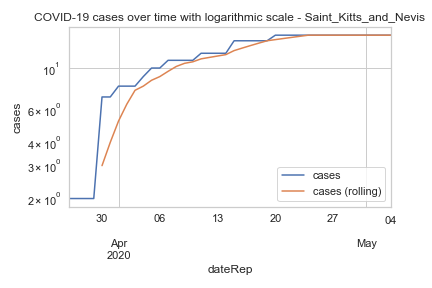 COVID-19 cases over time with logarithmic scale - Saint_Kitts_and_Nevis
cases
10¹
6 × 10⁰
4 × 10⁰
3 × 10⁰
2 × 10⁰
cases
cases (rolling)
30 06 13 20 27 04
Apr May
2020
dateRep